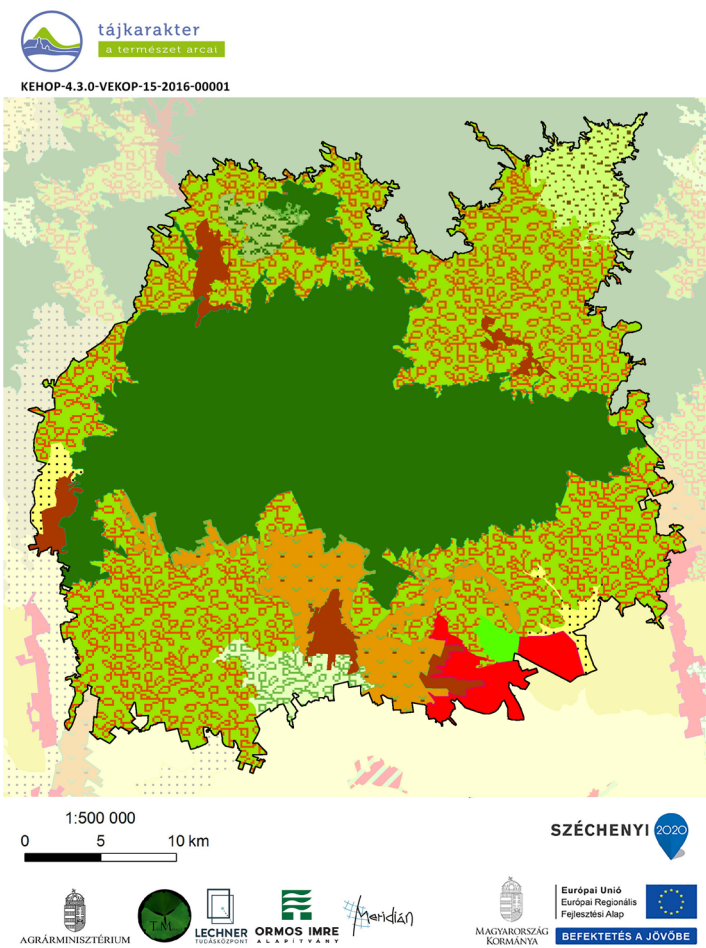 tájkarakter
a természet arcai
KEHOP-4.3.0-VEKOP-15-2016-00001
1:500 000
0 5 10 km
SZÉCHENYI 2020
AGRÁRMINISZTÉRIUM
T.M.
LECHNER
TUDÁSKÖZPONT
ORMOS IMRE
ALAPÍTVÁNY
Meridián
MAGYARORSZÁG
KORMÁNYA
Európai Unió
Európai Regionális
Fejlesztési Alap
BEFEKTETÉS A JÖVŐBE